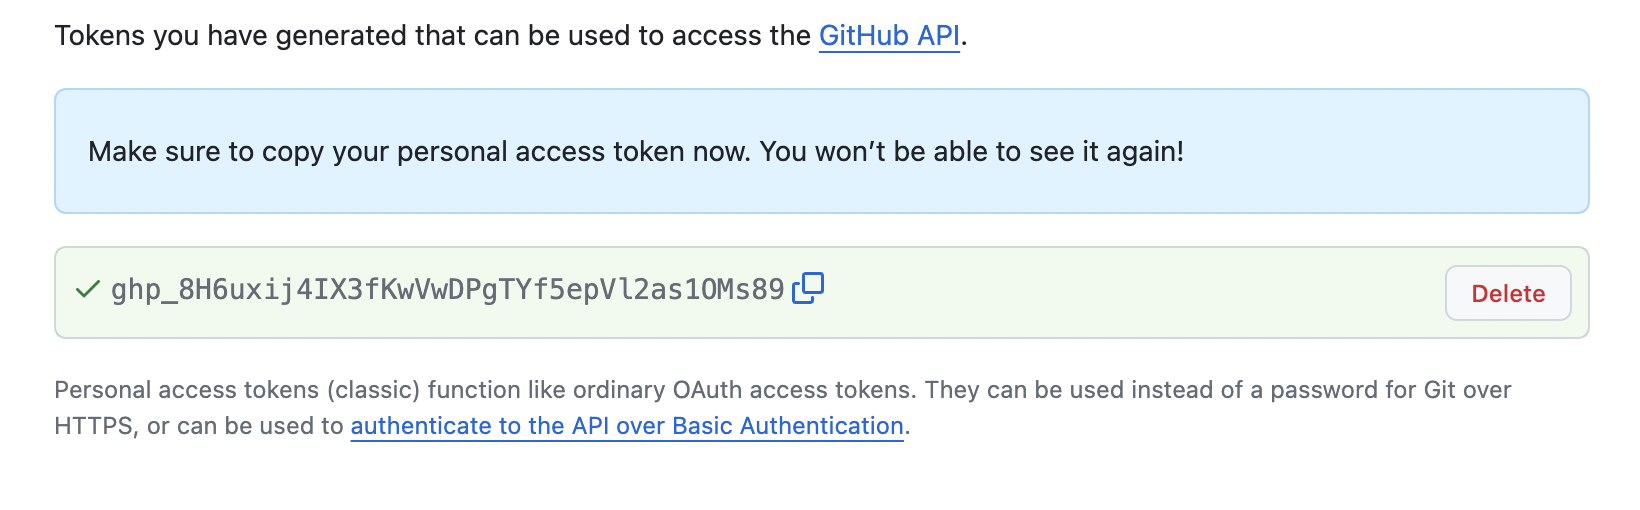 Tokens you have generated that can be used to access the GitHub API.
Make sure to copy your personal access token now. You won’t be able to see it again!
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
Delete
Personal access tokens (classic) function like ordinary OAuth access tokens. They can be used instead of a password for Git over
HTTPS, or can be used to authenticate to the API over Basic Authentication.